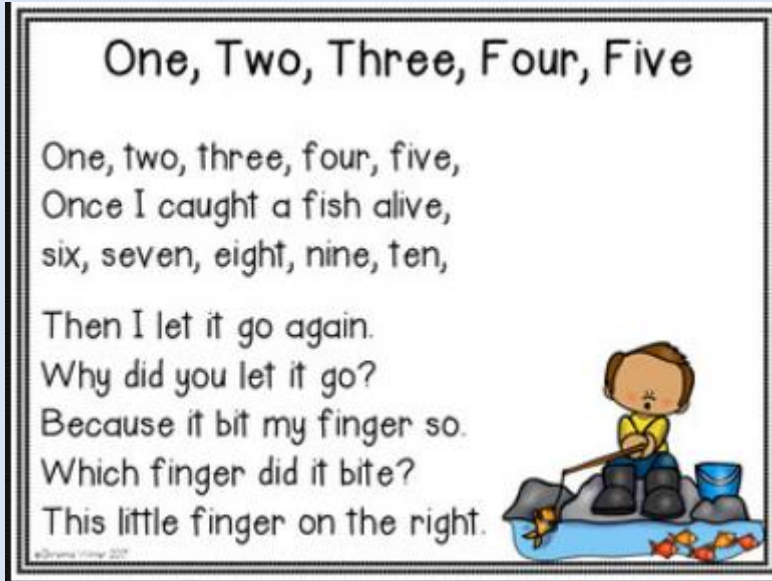 One, Two, Three, Four, Five
One, two, three, four, five,
Once I caught a fish alive,
six, seven, eight, nine, ten,
Then I let it go again.
Why did you let it go?
Because it bit my finger so.
Which finger did it bite?
This little finger on the right.